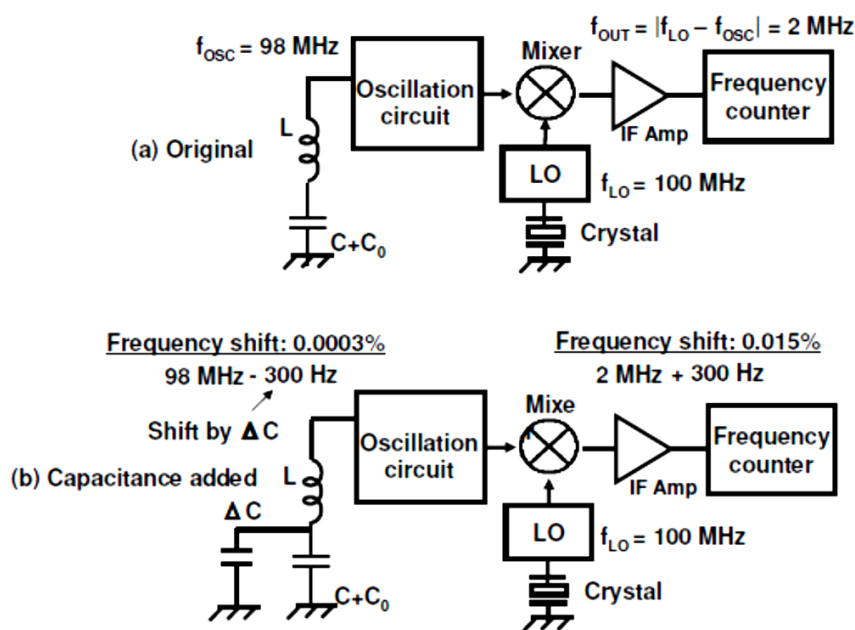 f_OSC = 98 MHz
Oscillation
circuit
Mixer
f_OUT = |f_LO – f_OSC| = 2 MHz
Frequency
counter
IF Amp
L
(a) Original
LO
f_LO = 100 MHz
C+C_0
Crystal
Frequency shift: 0.0003%
98 MHz - 300 Hz
Frequency shift: 0.015%
2 MHz + 300 Hz
Shift by Δ C
Oscillation
circuit
Mixe
Frequency
counter
IF Amp
(b) Capacitance added
L
Δ C
LO
f_LO = 100 MHz
C+C_0
Crystal